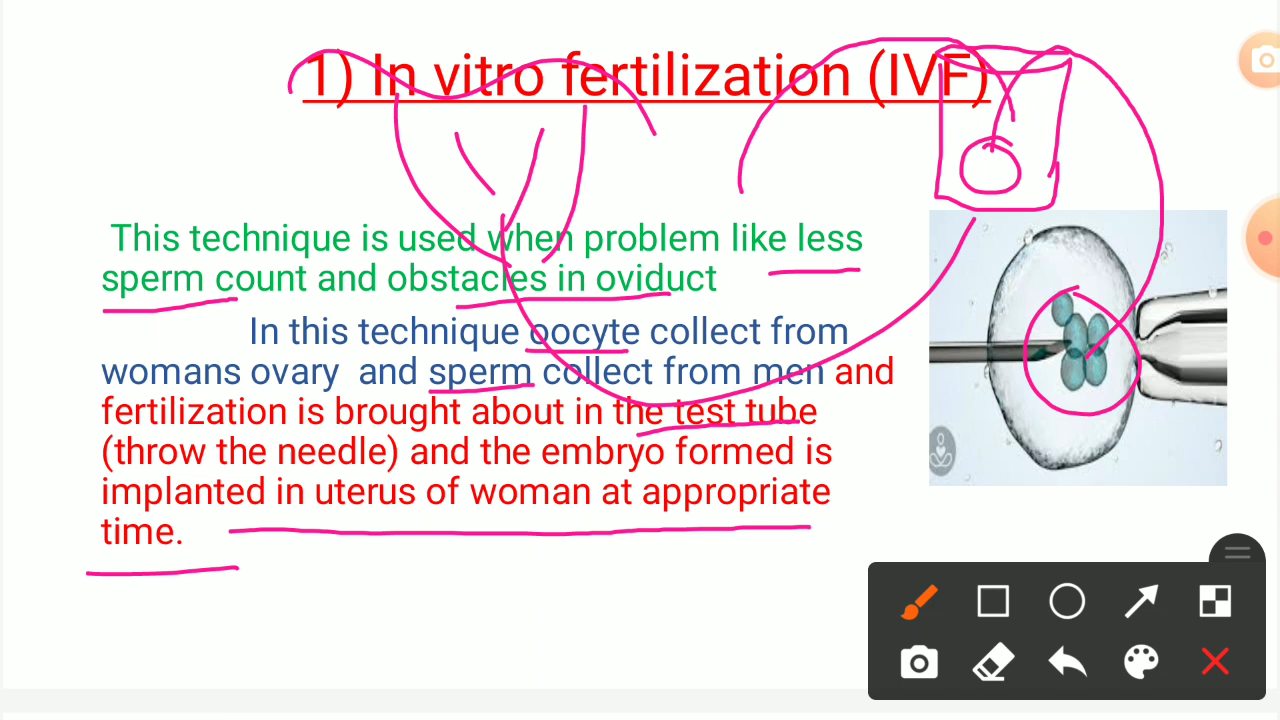 1) In vitro fertilization (IVF)
This technique is used when problem like less
sperm count and obstacles in oviduct
In this technique oocyte collect from
womans ovary and sperm collect from men and
fertilization is brought about in the test tube
(throw the needle) and the embryo formed is
implanted in uterus of woman at appropriate
time.